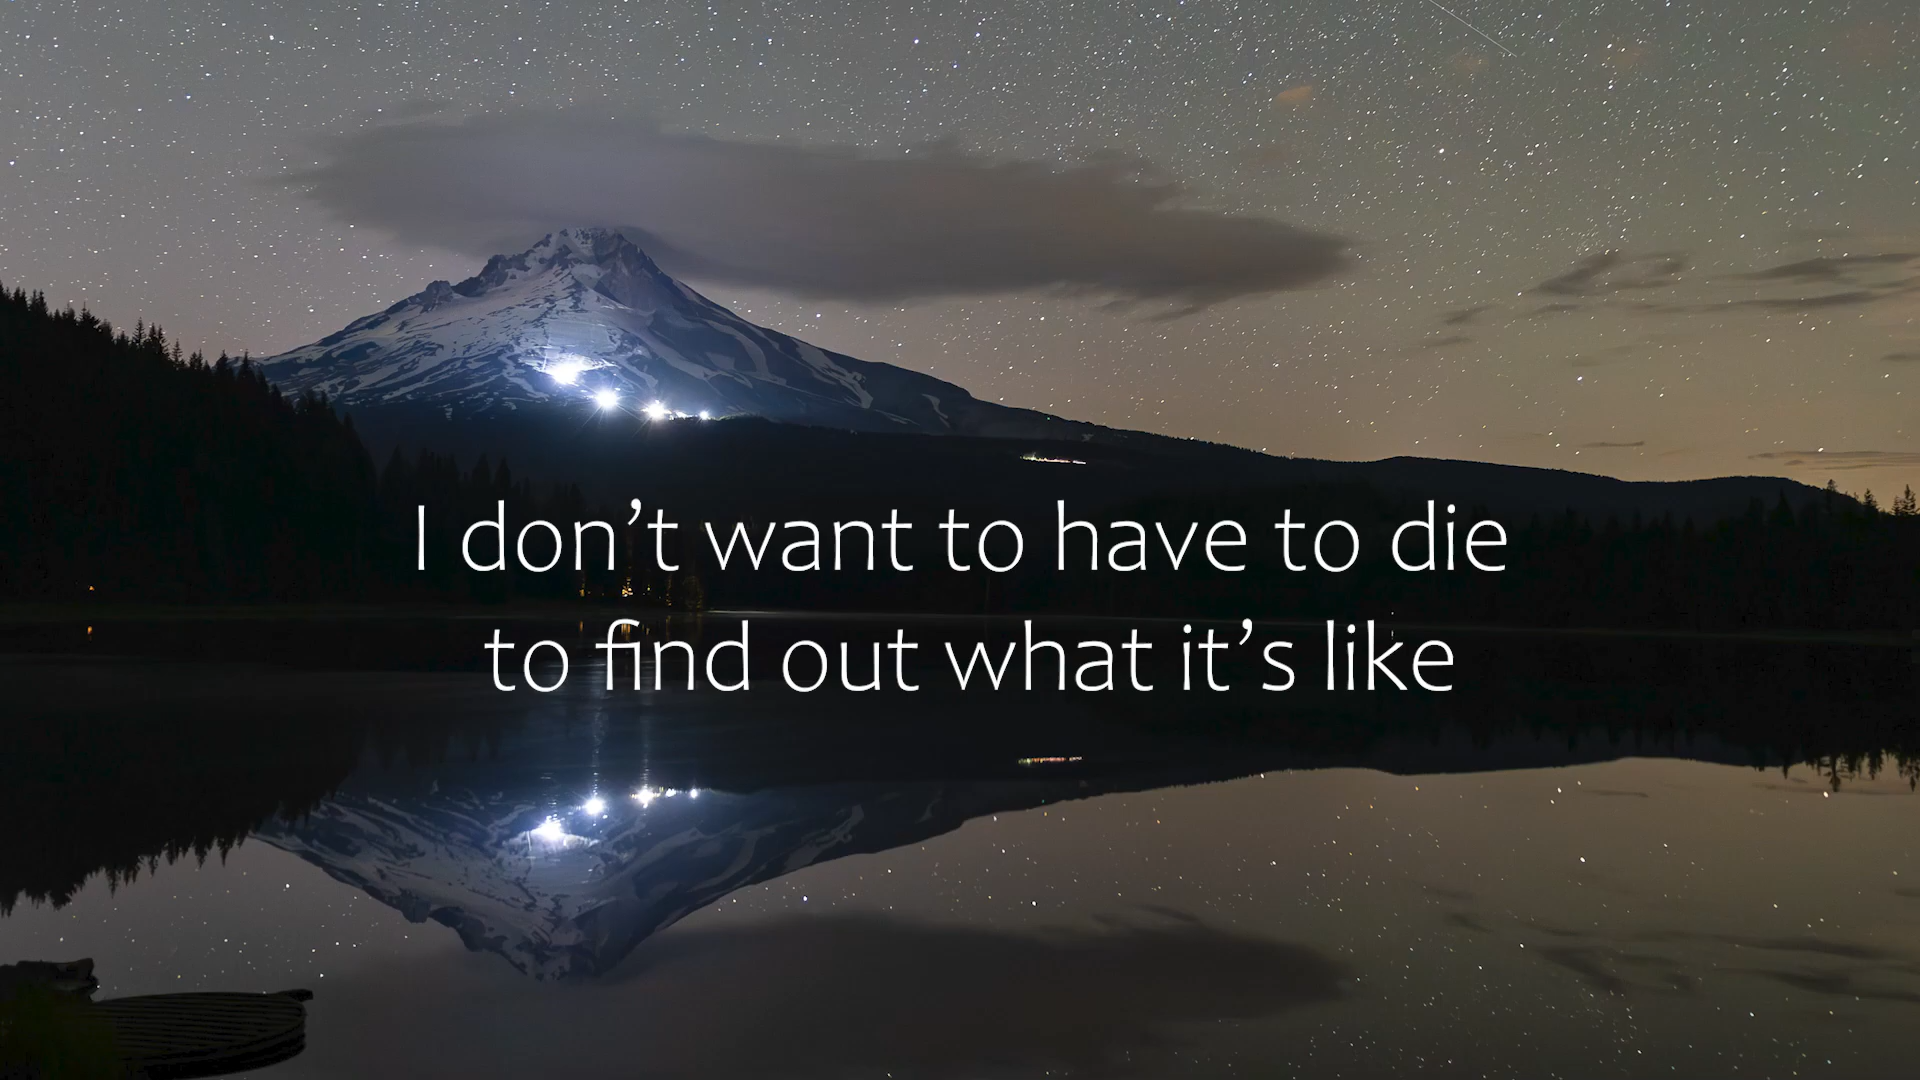 I don’t want to have to die
to find out what it’s like